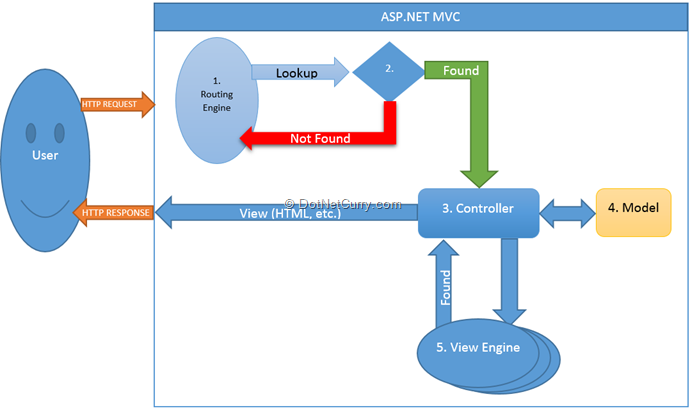 ASP.NET MVC
1.
Routing
Engine
Lookup
2.
Found
HTTP REQUEST
Not Found
User
HTTP RESPONSE
View (HTML, etc.)
© DotNetCurry.com
3. Controller
4. Model
Found
5. View Engine